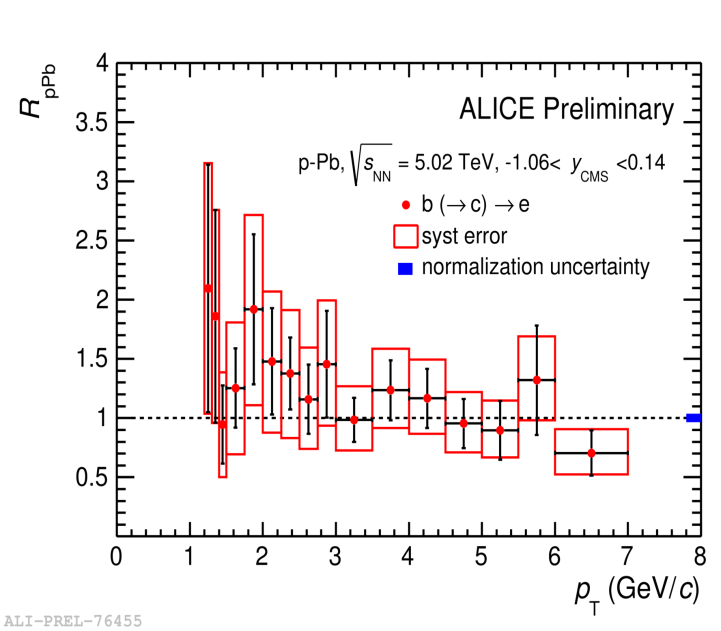 R_pPb
4
3.5
3
2.5
2
1.5
1
0.5
ALICE Preliminary
p-Pb, √s_NN = 5.02 TeV, -1.06< y_CMS <0.14
b (→c) →e
syst error
normalization uncertainty
0 1 2 3 4 5 6 7 8
p_T (GeV/c)
ALI-PREL-76455